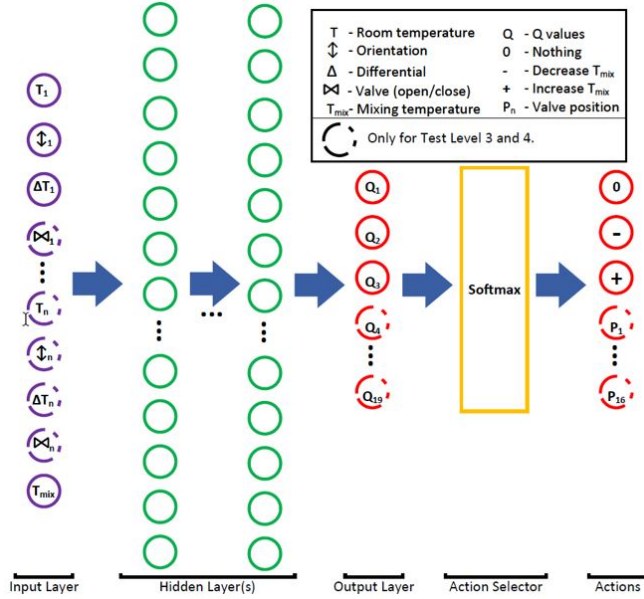 T - Room temperature
↕ - Orientation
Δ - Differential
⋈ - Valve (open/close)
Tmix - Mixing temperature
Q - Q values
0 - Nothing
- - Decrease Tmix
+ - Increase Tmix
Pn - Valve position
Only for Test Level 3 and 4.
T1
↕1
ΔT1
⋈1
Tn
↕n
ΔTn
⋈n
Tmix
...
Q1
Q2
Q3
Q4
Q19
Softmax
0
-
+
P1
P16
Input Layer
Hidden Layer(s)
Output Layer
Action Selector
Actions